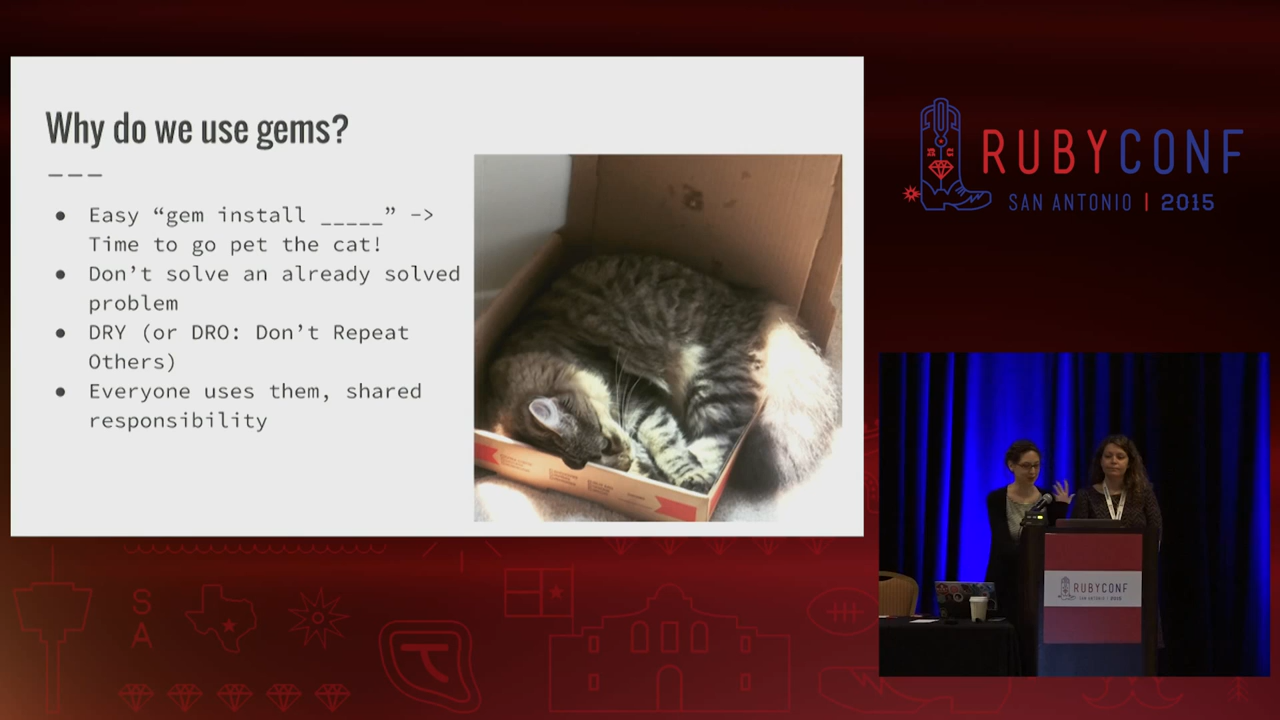 Why do we use gems?
● Easy “gem install _____” ->
Time to go pet the cat!
● Don’t solve an already solved
problem
● DRY (or DRO: Don’t Repeat
Others)
● Everyone uses them, shared
responsibility
RUBYCONF
SAN ANTONIO | 2015
RUBYCONF
SAN ANTONIO | 2015
S
A